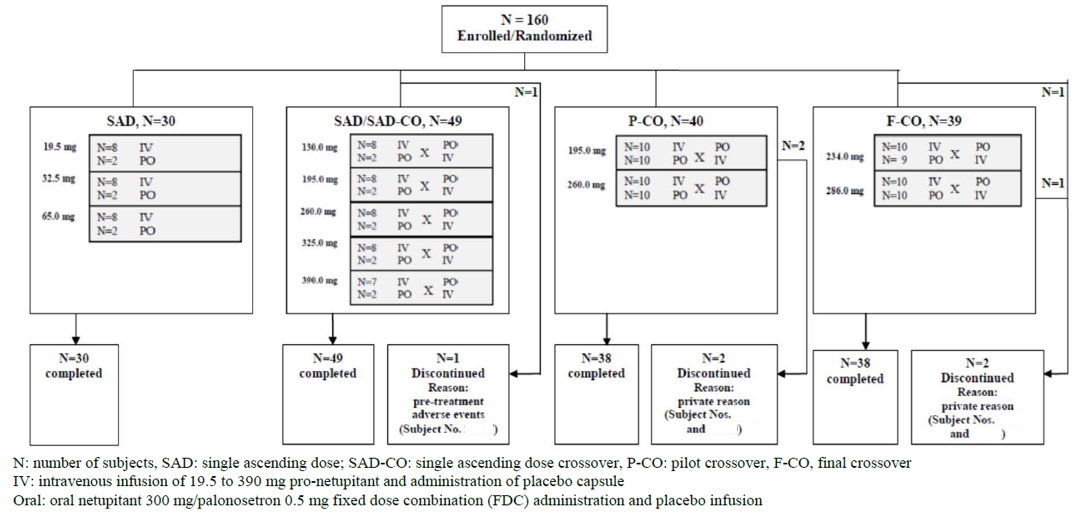 N = 160
Enrolled/Randomized
N=1
N=1
SAD, N=30
19.5 mg
N=8 IV
N=2 PO
32.5 mg
N=8 IV
N=2 PO
65.0 mg
N=8 IV
N=2 PO
SAD/SAD-CO, N=49
130.0 mg
N=8 IV X PO
N=2 PO IV
195.0 mg
N=8 IV X PO
N=2 PO IV
260.0 mg
N=8 IV X PO
N=2 PO IV
325.0 mg
N=8 IV X PO
N=2 PO IV
390.0 mg
N=7 IV X PO
N=2 PO IV
P-CO, N=40
195.0 mg
N=10 IV X PO
N=10 PO IV
260.0 mg
N=10 IV X PO
N=10 PO IV
N=2
F-CO, N=39
234.0 mg
N=10 IV X PO
N= 9 PO IV
286.0 mg
N=10 IV X PO
N=10 PO IV
N=1
N=30
completed
N=49
completed
N=1
Discontinued
Reason:
pre-treatment
adverse events
(Subject No. )
N=38
completed
N=2
Discontinued
Reason:
private reason
(Subject Nos.
and )
N=38
completed
N=2
Discontinued
Reason:
private reason
(Subject Nos.
and )
N: number of subjects, SAD: single ascending dose; SAD-CO: single ascending dose crossover, P-CO: pilot crossover, F-CO, final crossover
IV: intravenous infusion of 19.5 to 390 mg pro-netupitant and administration of placebo capsule
Oral: oral netupitant 300 mg/palonosetron 0.5 mg fixed dose combination (FDC) administration and placebo infusion